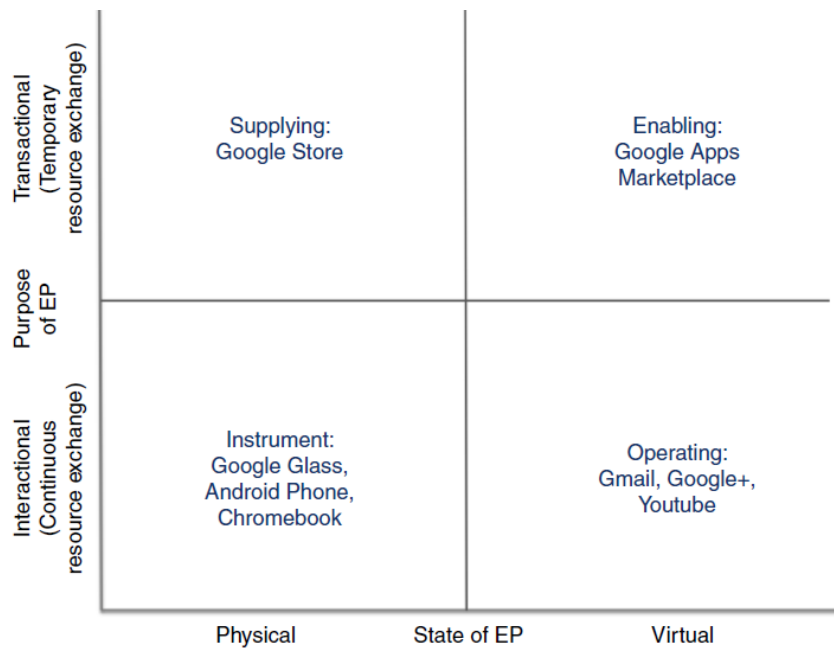 Transactional
(Temporary
resource exchange)
Supplying:
Google Store
Enabling:
Google Apps
Marketplace
Purpose
of EP
Interactional
(Continuous
resource exchange)
Instrument:
Google Glass,
Android Phone,
Chromebook
Operating:
Gmail, Google+,
Youtube
Physical
State of EP
Virtual